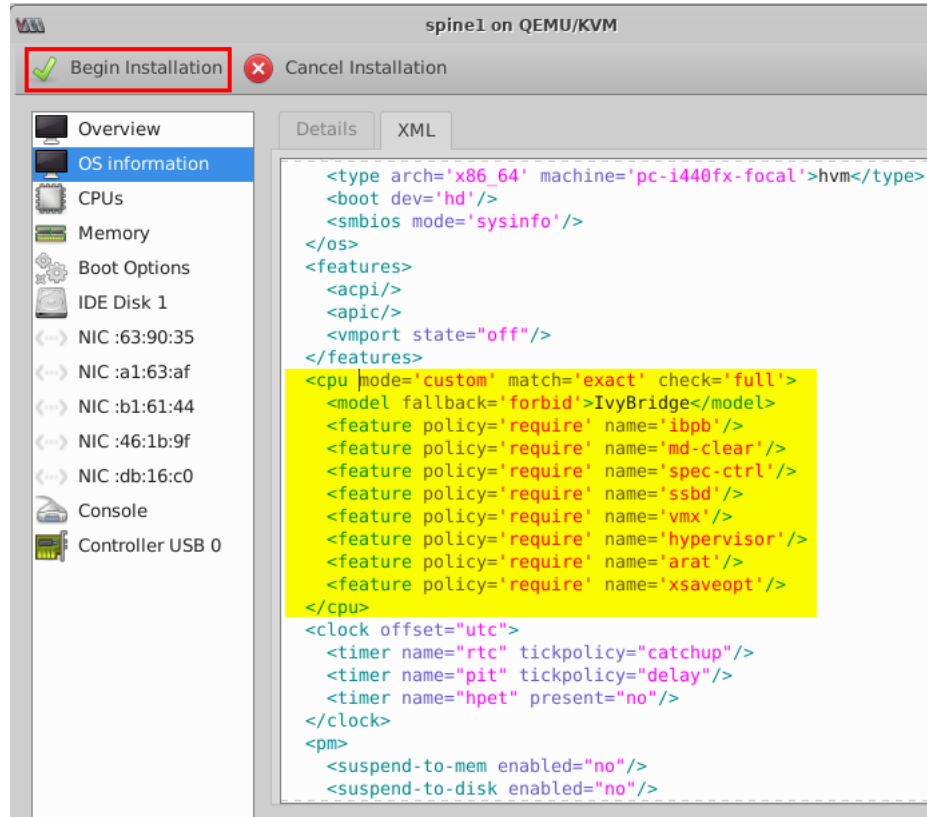 spine1 on QEMU/KVM
Begin Installation
Cancel Installation
Overview
OS information
CPUs
Memory
Boot Options
IDE Disk 1
NIC :63:90:35
NIC :a1:63:af
NIC :b1:61:44
NIC :46:1b:9f
NIC :db:16:c0
Console
Controller USB 0
Details
XML
<type arch='x86_64' machine='pc-i440fx-focal'>hvm</type>
<boot dev='hd'/>
<smbios mode='sysinfo'/>
</os>
<features>
<acpi/>
<apic/>
<vmport state="off"/>
</features>
<cpu mode='custom' match='exact' check='full'>
<model fallback='forbid'>IvyBridge</model>
<feature policy='require' name='ibpb'/>
<feature policy='require' name='md-clear'/>
<feature policy='require' name='spec-ctrl'/>
<feature policy='require' name='ssbd'/>
<feature policy='require' name='vmx'/>
<feature policy='require' name='hypervisor'/>
<feature policy='require' name='arat'/>
<feature policy='require' name='xsaveopt'/>
</cpu>
<clock offset="utc">
<timer name="rtc" tickpolicy="catchup"/>
<timer name="pit" tickpolicy="delay"/>
<timer name="hpet" present="no"/>
</clock>
<pm>
<suspend-to-mem enabled="no"/>
<suspend-to-disk enabled="no"/>